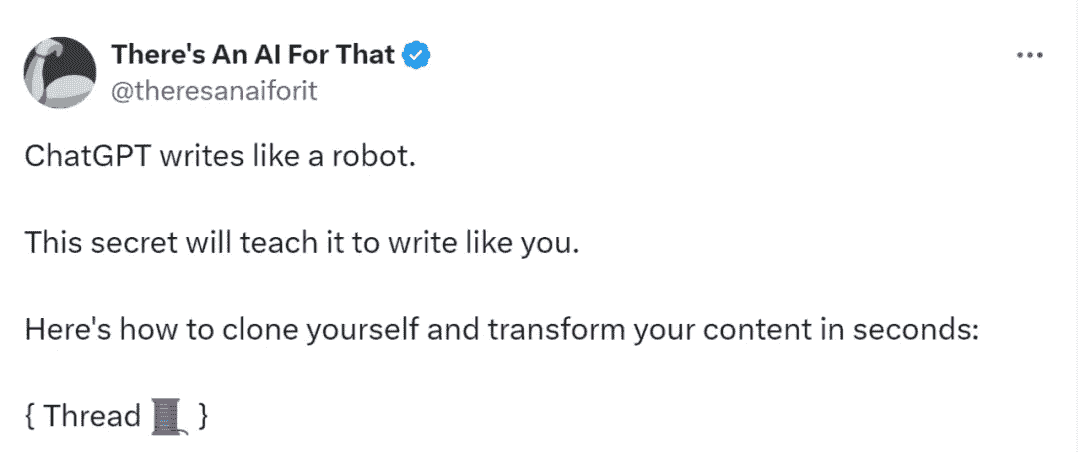 There's An AI For That
@theresanaiforit
ChatGPT writes like a robot.
This secret will teach it to write like you.
Here's how to clone yourself and transform your content in seconds:
{ Thread 🧵 }